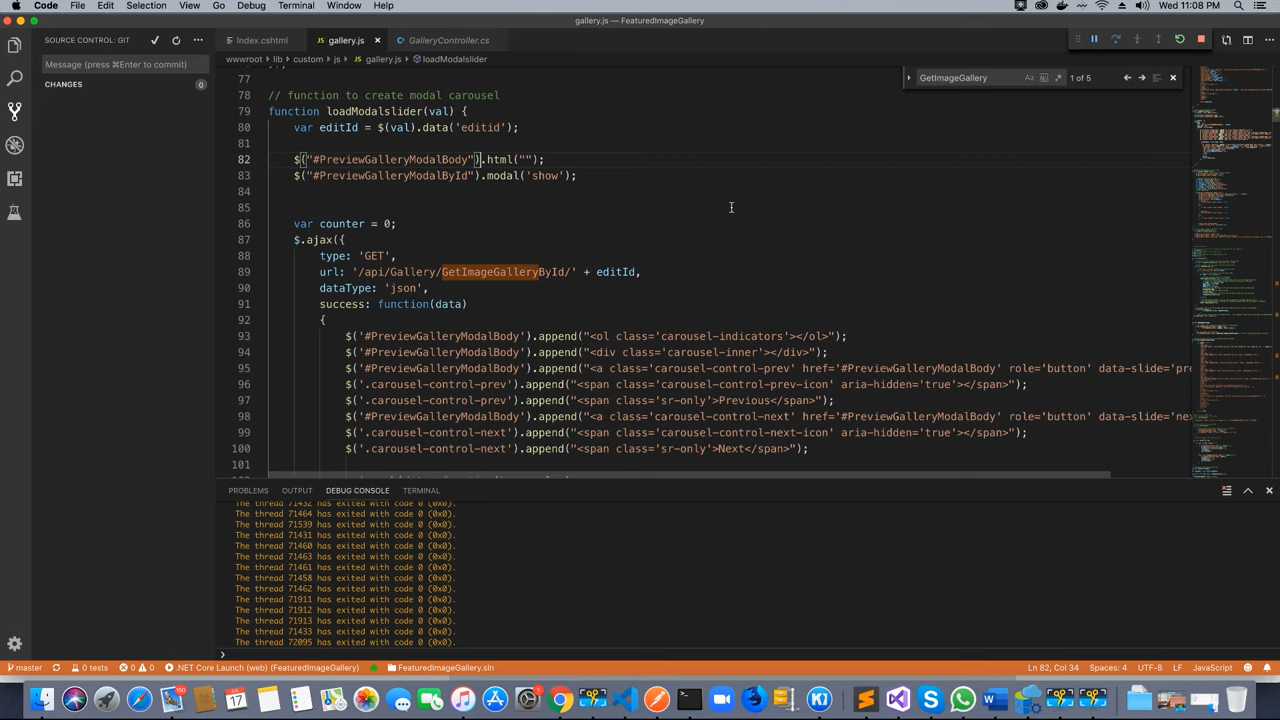 Code File Edit Selection View Go Debug Terminal Window Help Wed 11:08 PM
gallery.js — FeaturedImageGallery
SOURCE CONTROL: GIT
Index.cshtml gallery.js GalleryController.cs
Message (press ⌘Enter to commit)
wwwroot › lib › custom › js › gallery.js › loadModalslider
CHANGES 0
GetImageGallery 1 of 5
77
78 // function to create modal carousel
79 function loadModalslider(val) {
80 var editId = $(val).data('editid');
81
82 $("#PreviewGalleryModalBody").html("");
83 $("#PreviewGalleryModalById").modal('show');
84
85
86 var counter = 0;
87 $.ajax({
88 type: 'GET',
89 url: '/api/Gallery/GetImageGalleryById/' + editId,
90 dataType: 'json',
91 success: function(data)
92 {
93 $('#PreviewGalleryModalBody').append("<ol class='carousel-indicators'></ol>");
94 $('#PreviewGalleryModalBody').append("<div class='carousel-inner'></div>");
95 $('#PreviewGalleryModalBody').append("<a class='carousel-control-prev' href='#PreviewGalleryModalBody' role='button' data-slide='pre
96 $('.carousel-control-prev').append("<span class='carousel-control-prev-icon' aria-hidden='true'></span>");
97 $('.carousel-control-prev').append("<span class='sr-only'>Previous</span>");
98 $('#PreviewGalleryModalBody').append("<a class='carousel-control-next' href='#PreviewGalleryModalBody' role='button' data-slide='nex
99 $('.carousel-control-next').append("<span class='carousel-control-next-icon' aria-hidden='true'></span>");
100 $('.carousel-control-next').append("<span class='sr-only'>Next</span>");
101
PROBLEMS OUTPUT DEBUG CONSOLE TERMINAL
The thread 71432 has exited with code 0 (0x0).
The thread 71464 has exited with code 0 (0x0).
The thread 71539 has exited with code 0 (0x0).
The thread 71431 has exited with code 0 (0x0).
The thread 71460 has exited with code 0 (0x0).
The thread 71463 has exited with code 0 (0x0).
The thread 71461 has exited with code 0 (0x0).
The thread 71458 has exited with code 0 (0x0).
The thread 71462 has exited with code 0 (0x0).
The thread 71911 has exited with code 0 (0x0).
The thread 71912 has exited with code 0 (0x0).
The thread 71913 has exited with code 0 (0x0).
The thread 71433 has exited with code 0 (0x0).
The thread 72095 has exited with code 0 (0x0).
master 0 tests 0 0 .NET Core Launch (web) (FeaturedImageGallery) FeaturedImageGallery.sln Ln 82, Col 34 Spaces: 4 UTF-8 LF JavaScript